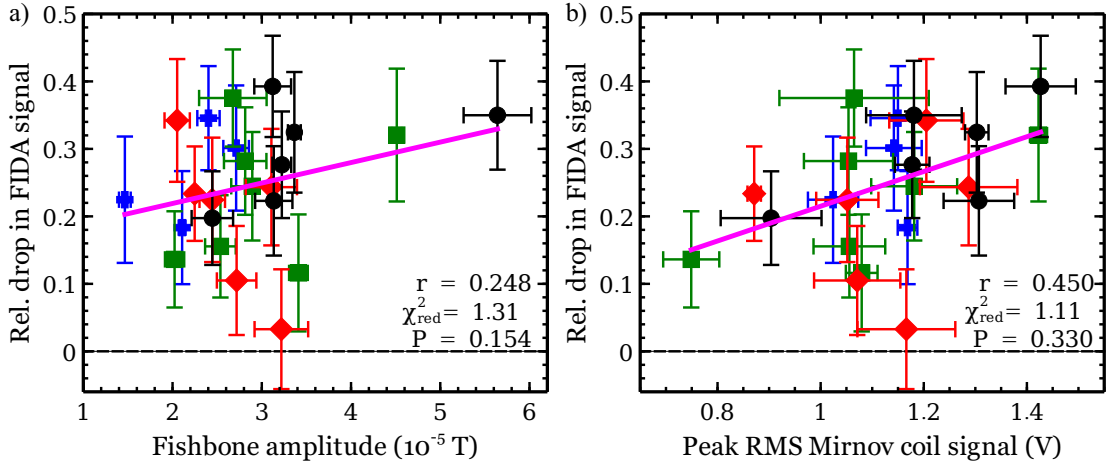 a)
Rel. drop in FIDA signal
0.5
0.4
0.3
0.2
0.1
0
r = 0.248
χ²red = 1.31
P = 0.154
1 2 3 4 5 6
Fishbone amplitude (10⁻⁵ T)
b)
Rel. drop in FIDA signal
0.5
0.4
0.3
0.2
0.1
0
r = 0.450
χ²red = 1.11
P = 0.330
0.8 1 1.2 1.4
Peak RMS Mirnov coil signal (V)